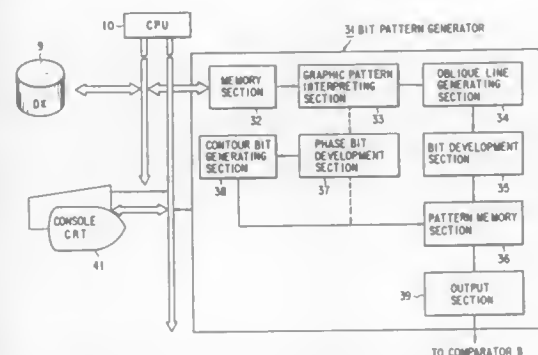 31 BIT PATTERN GENERATOR
10
CPU
9
DK
MEMORY
SECTION
32
GRAPHIC PATTERN
INTERPRETING
SECTION
33
OBLIQUE LINE
GENERATING
SECTION
34
CONTOUR BIT
GENERATING
SECTION
38
PHASE BIT
DEVELOPMENT
SECTION
37
BIT DEVELOPMENT
SECTION
35
CONSOLE
CRT
41
PATTERN MEMORY
SECTION
36
39
OUTPUT
SECTION
TO COMPARATOR 8